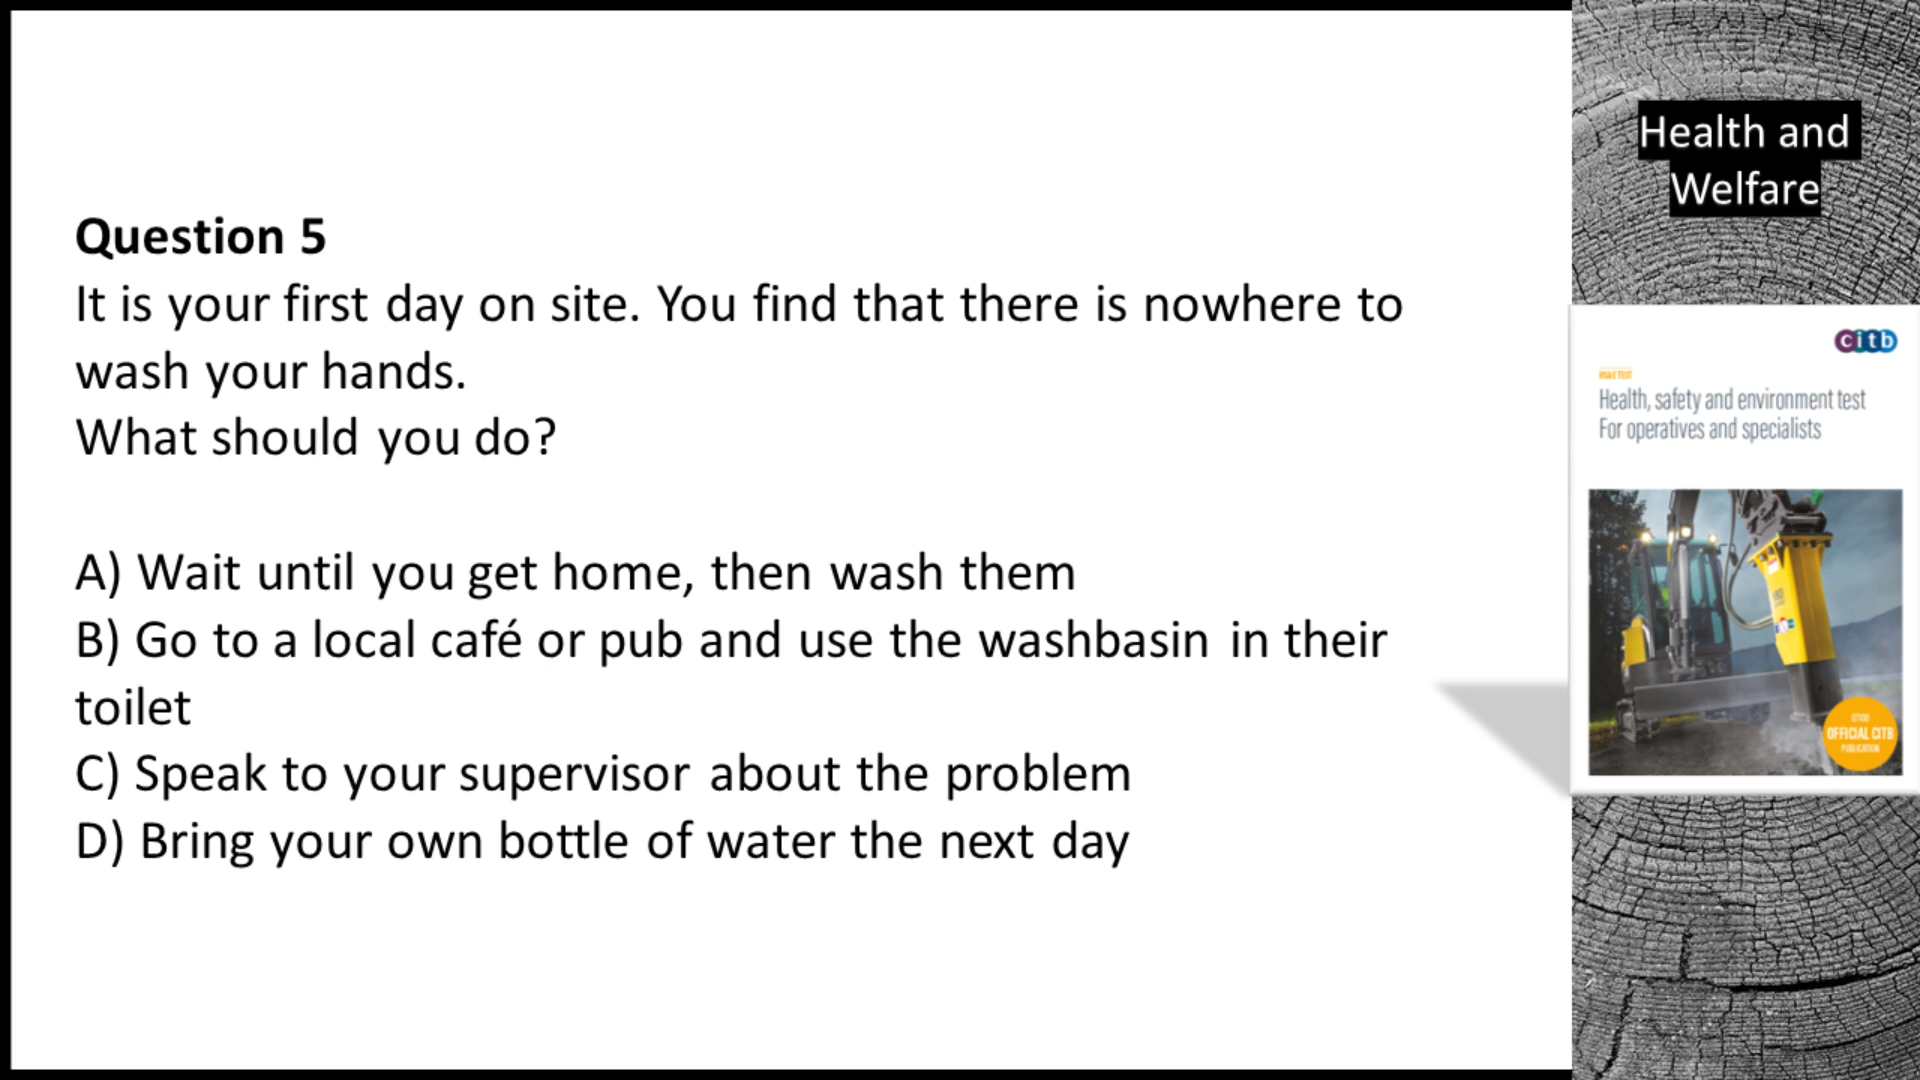 Question 5
It is your first day on site. You find that there is nowhere to
wash your hands.
What should you do?
A) Wait until you get home, then wash them
B) Go to a local café or pub and use the washbasin in their
toilet
C) Speak to your supervisor about the problem
D) Bring your own bottle of water the next day
Health and
Welfare
citb
HS&E TEST
Health, safety and environment test
For operatives and specialists
OFFICIAL CITB
PUBLICATION